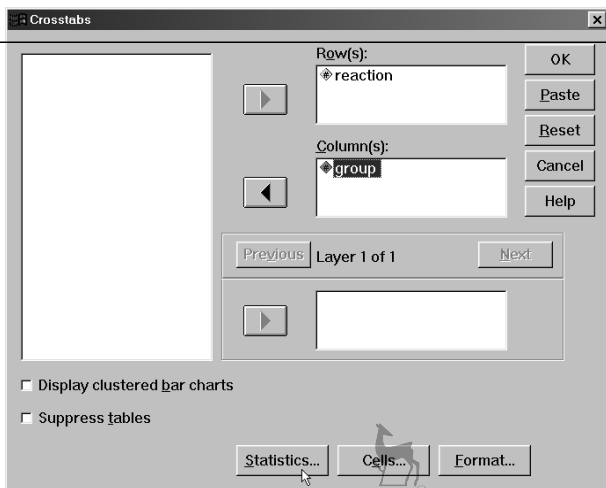 Crosstabs
Row(s):
reaction
OK
Paste
Reset
Cancel
Help
Column(s):
group
Previous
Layer 1 of 1
Next
Display clustered bar charts
Suppress tables
Statistics...
Cells...
Format...